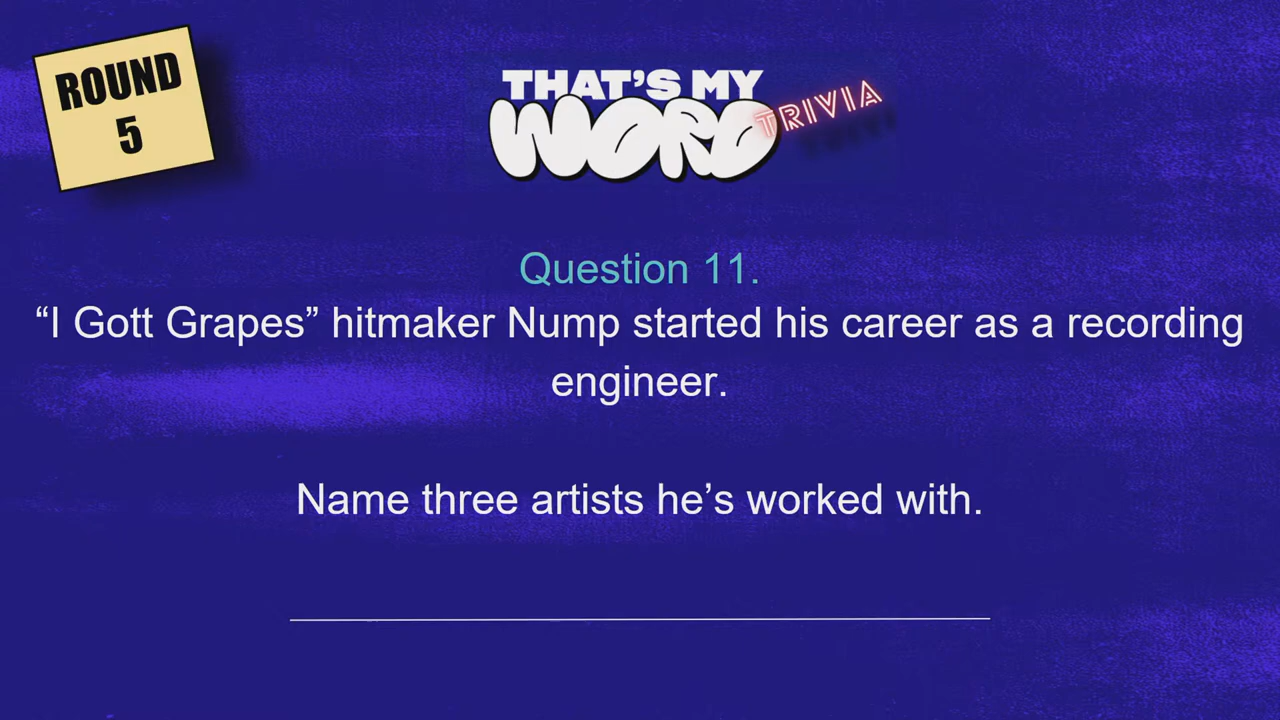 ROUND
5
THAT'S MY
WORD
TRIVIA
Question 11.
“I Gott Grapes” hitmaker Nump started his career as a recording
engineer.
Name three artists he’s worked with.